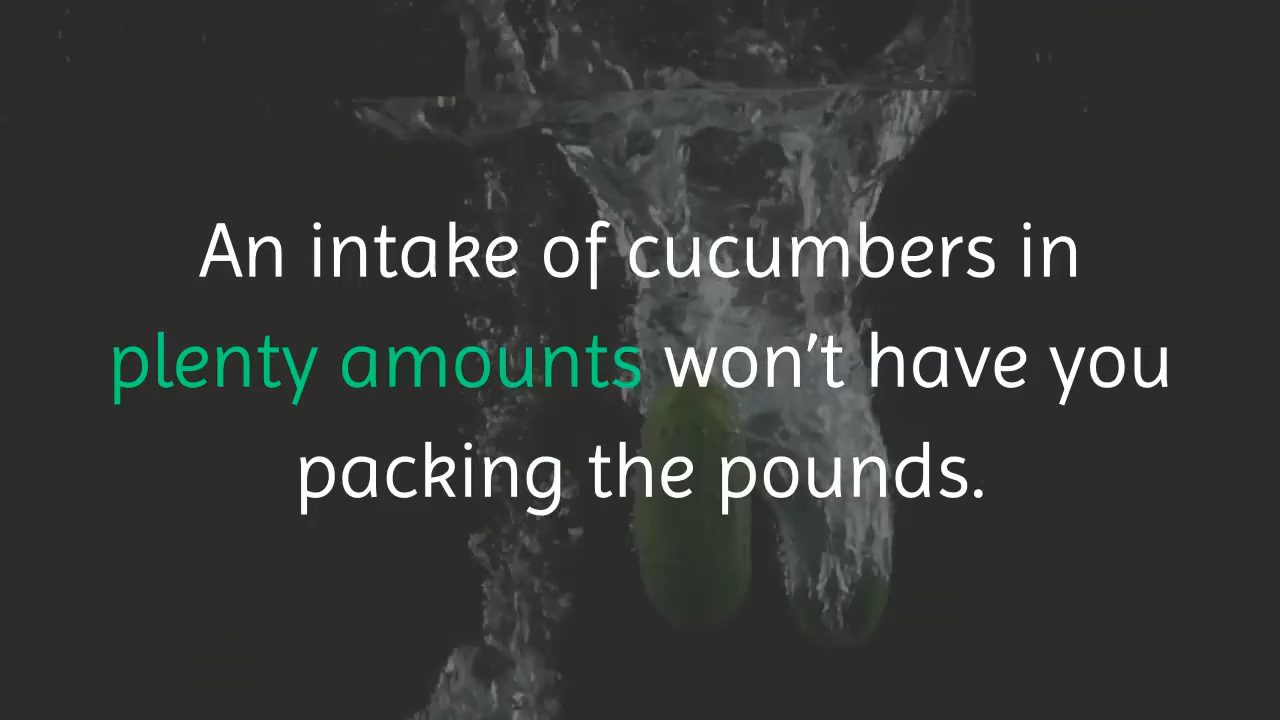 An intake of cucumbers in
plenty amounts won’t have you
packing the pounds.